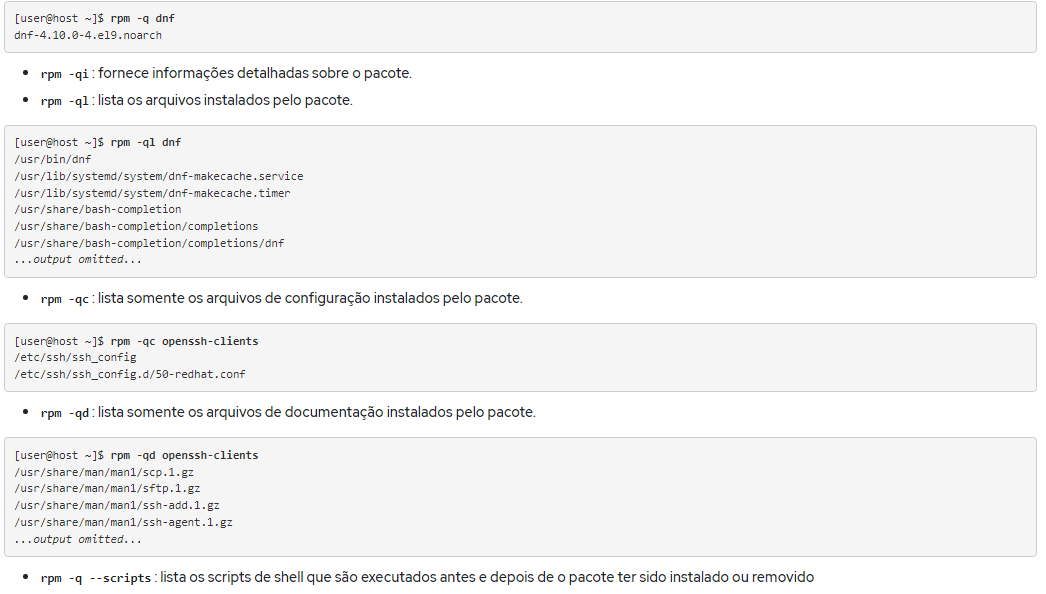 [user@host ~]$ rpm -q dnf
dnf-4.10.0-4.el9.noarch
• rpm -qi : fornece informações detalhadas sobre o pacote.
• rpm -ql : lista os arquivos instalados pelo pacote.
[user@host ~]$ rpm -ql dnf
/usr/bin/dnf
/usr/lib/systemd/system/dnf-makecache.service
/usr/lib/systemd/system/dnf-makecache.timer
/usr/share/bash-completion
/usr/share/bash-completion/completions
/usr/share/bash-completion/completions/dnf
...output omitted...
• rpm -qc : lista somente os arquivos de configuração instalados pelo pacote.
[user@host ~]$ rpm -qc openssh-clients
/etc/ssh/ssh_config
/etc/ssh/ssh_config.d/50-redhat.conf
• rpm -qd : lista somente os arquivos de documentação instalados pelo pacote.
[user@host ~]$ rpm -qd openssh-clients
/usr/share/man/man1/scp.1.gz
/usr/share/man/man1/sftp.1.gz
/usr/share/man/man1/ssh-add.1.gz
/usr/share/man/man1/ssh-agent.1.gz
...output omitted...
• rpm -q --scripts : lista os scripts de shell que são executados antes e depois de o pacote ter sido instalado ou removido